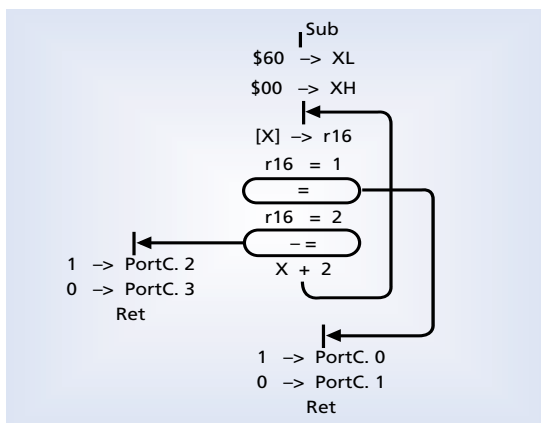 Sub
$60 –> XL
$00 –> XH
[X] –> r16
r16 = 1
=
r16 = 2
– =
X + 2
1 –> PortC. 2
0 –> PortC. 3
Ret
1 –> PortC. 0
0 –> PortC. 1
Ret